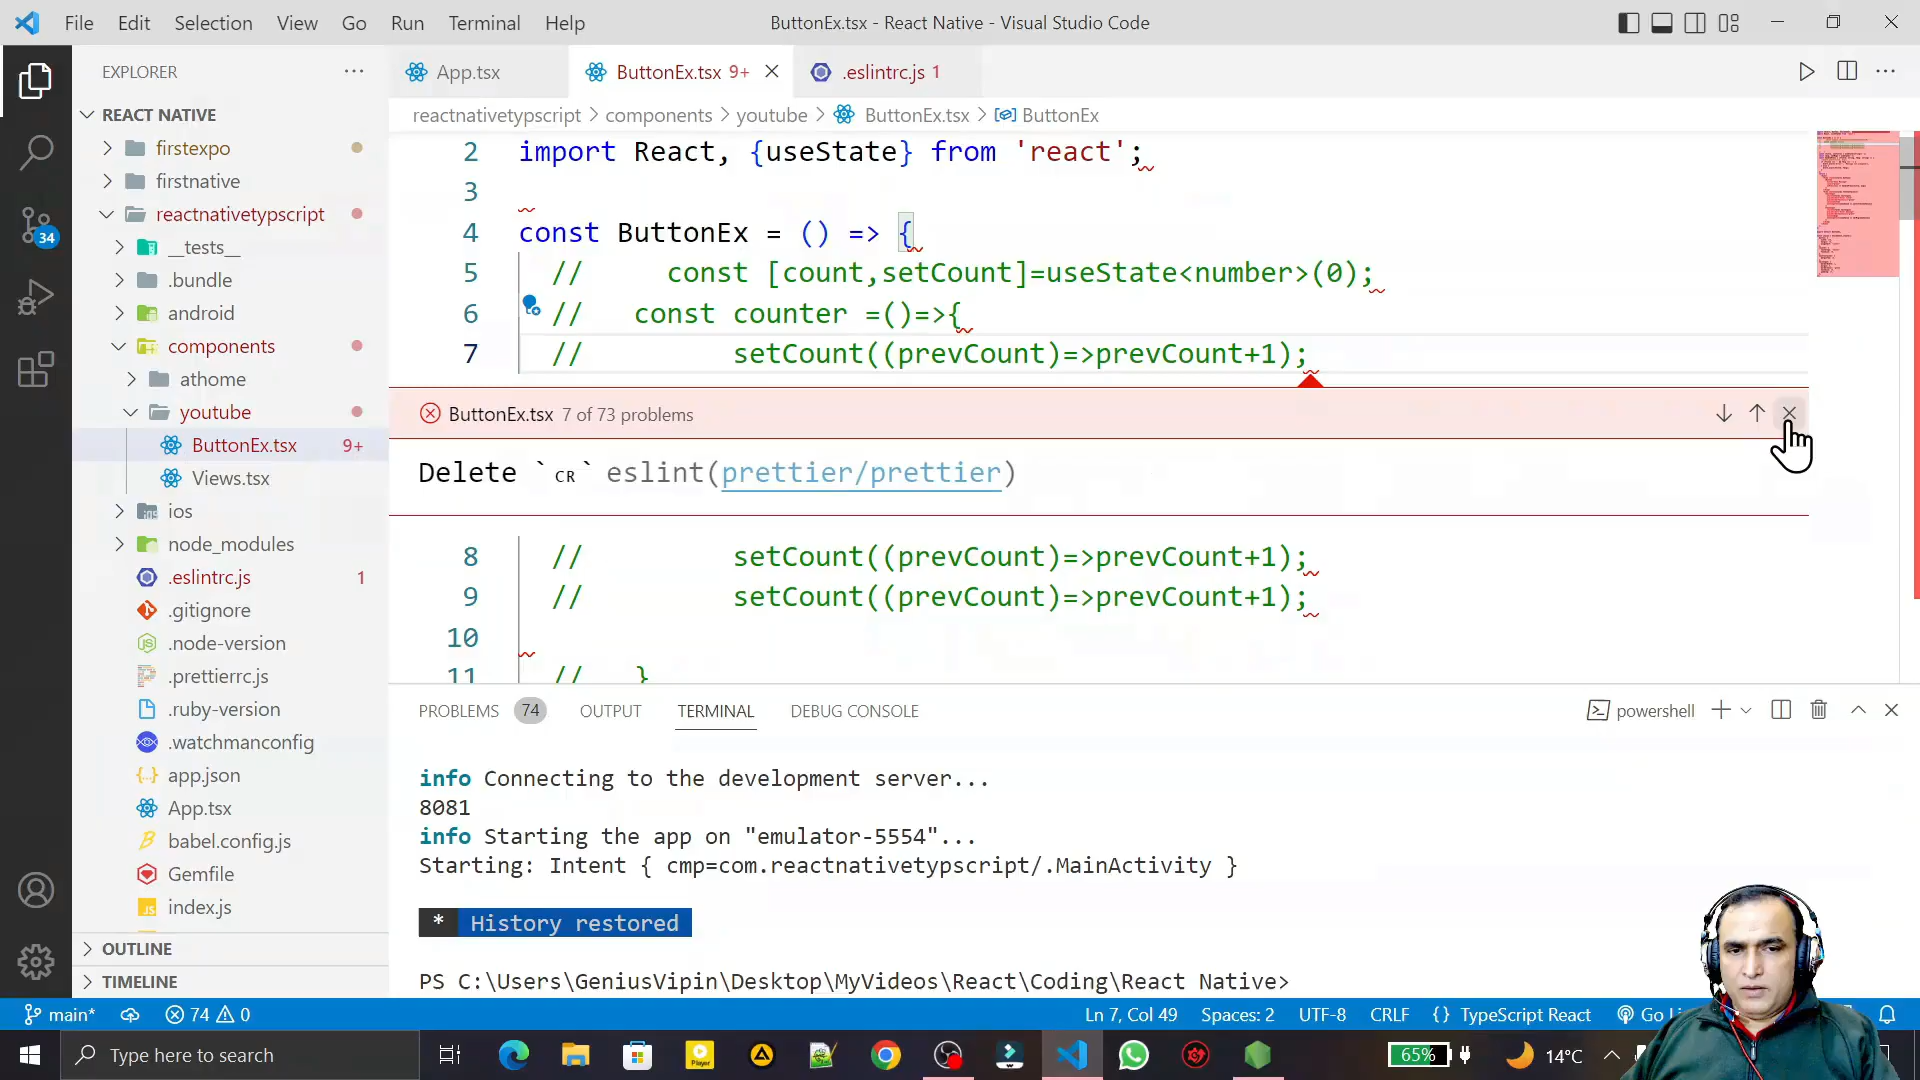 File Edit Selection View Go Run Terminal Help
ButtonEx.tsx - React Native - Visual Studio Code
EXPLORER
REACT NATIVE
firstexpo
firstnative
reactnativetypscript
__tests__
.bundle
android
components
athome
youtube
ButtonEx.tsx 9+
Views.tsx
ios
node_modules
.eslintrc.js 1
.gitignore
.node-version
.prettierrc.js
.ruby-version
.watchmanconfig
app.json
App.tsx
babel.config.js
Gemfile
index.js
OUTLINE
TIMELINE
34
App.tsx
ButtonEx.tsx 9+
.eslintrc.js 1
reactnativetypscript > components > youtube > ButtonEx.tsx > ButtonEx
2 import React, {useState} from 'react';
3
4 const ButtonEx = () => {
5 // const [count,setCount]=useState<number>(0);
6 // const counter =()=>{
7 // setCount((prevCount)=>prevCount+1);
ButtonEx.tsx 7 of 73 problems
Delete `CR` eslint(prettier/prettier)
8 // setCount((prevCount)=>prevCount+1);
9 // setCount((prevCount)=>prevCount+1);
10
11 // }
PROBLEMS 74 OUTPUT TERMINAL DEBUG CONSOLE
powershell
info Connecting to the development server...
8081
info Starting the app on "emulator-5554"...
Starting: Intent { cmp=com.reactnativetypscript/.MainActivity }
* History restored
PS C:\Users\GeniusVipin\Desktop\MyVideos\React\Coding\React Native>
main* 74 0
Ln 7, Col 49 Spaces: 2 UTF-8 CRLF {} TypeScript React Go
Type here to search
Player
65%
14°C